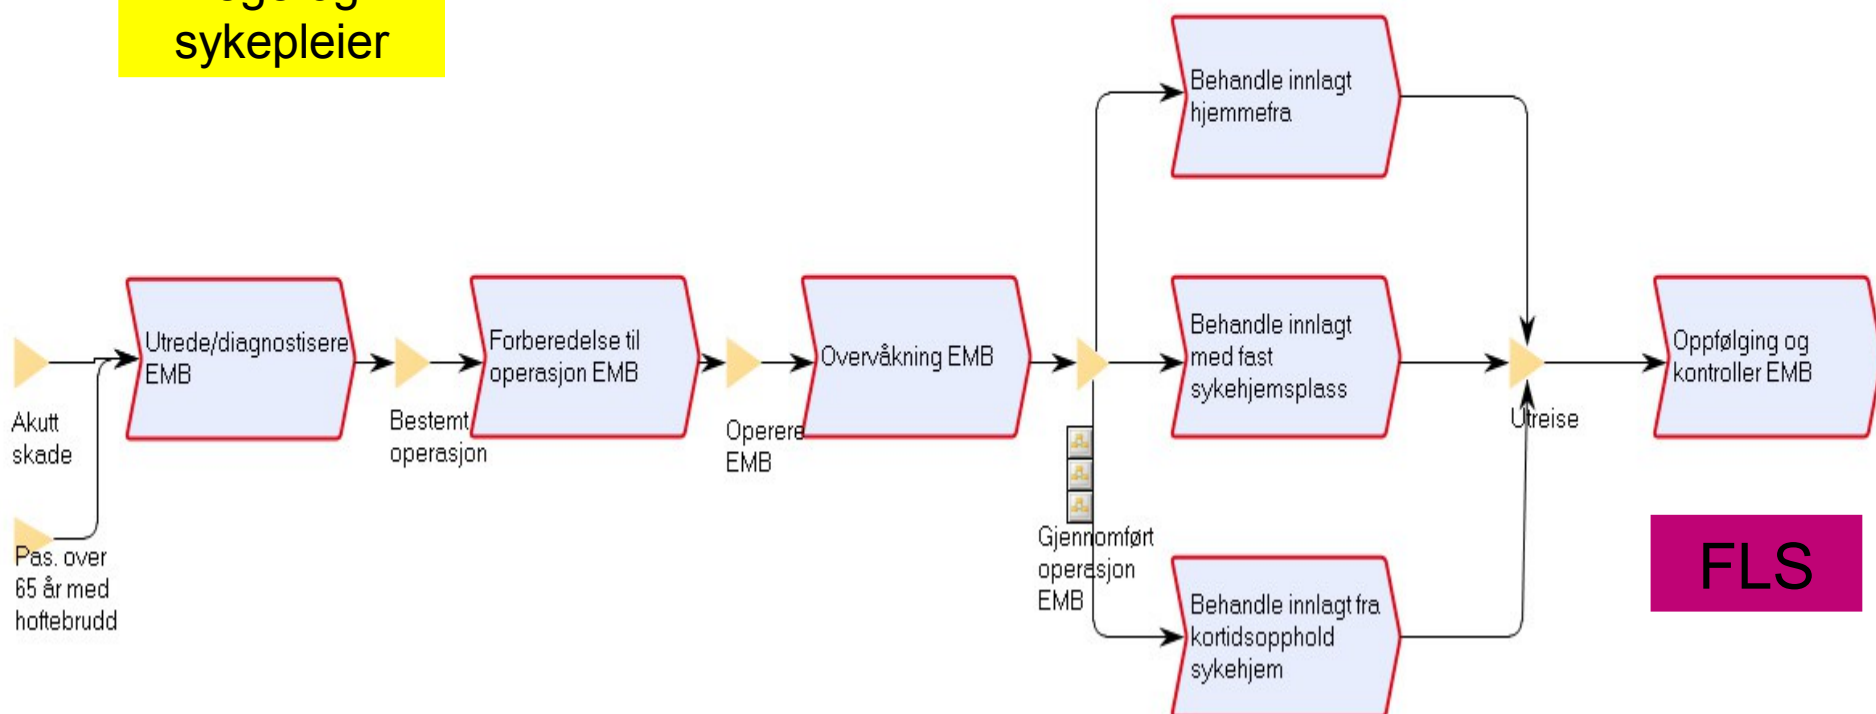 sykepleier
Behandle innlagt
hjemmefra
Utrede/diagnostisere
EMB
Forberedelse til
operasjon EMB
Overvåkning EMB
Behandle innlagt
med fast
sykehjemsplass
Oppfølging og
kontroller EMB
Akutt
skade
Bestemt
operasjon
Operere
EMB
Utreise
Pas. over
65 år med
hoftebrudd
Gjennomført
operasjon
EMB
Behandle innlagt fra
kortidsopphold
sykehjem
FLS